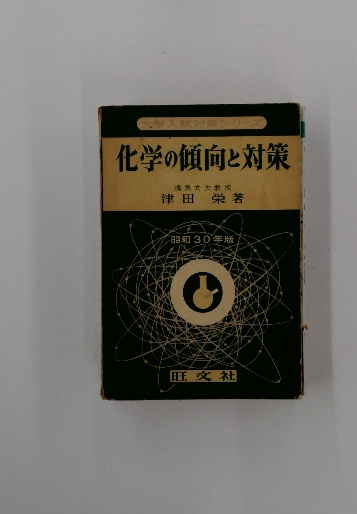 大学入試対策シリーズ
化学の傾向と対策
津田 栄著
昭和30年版
旺文社